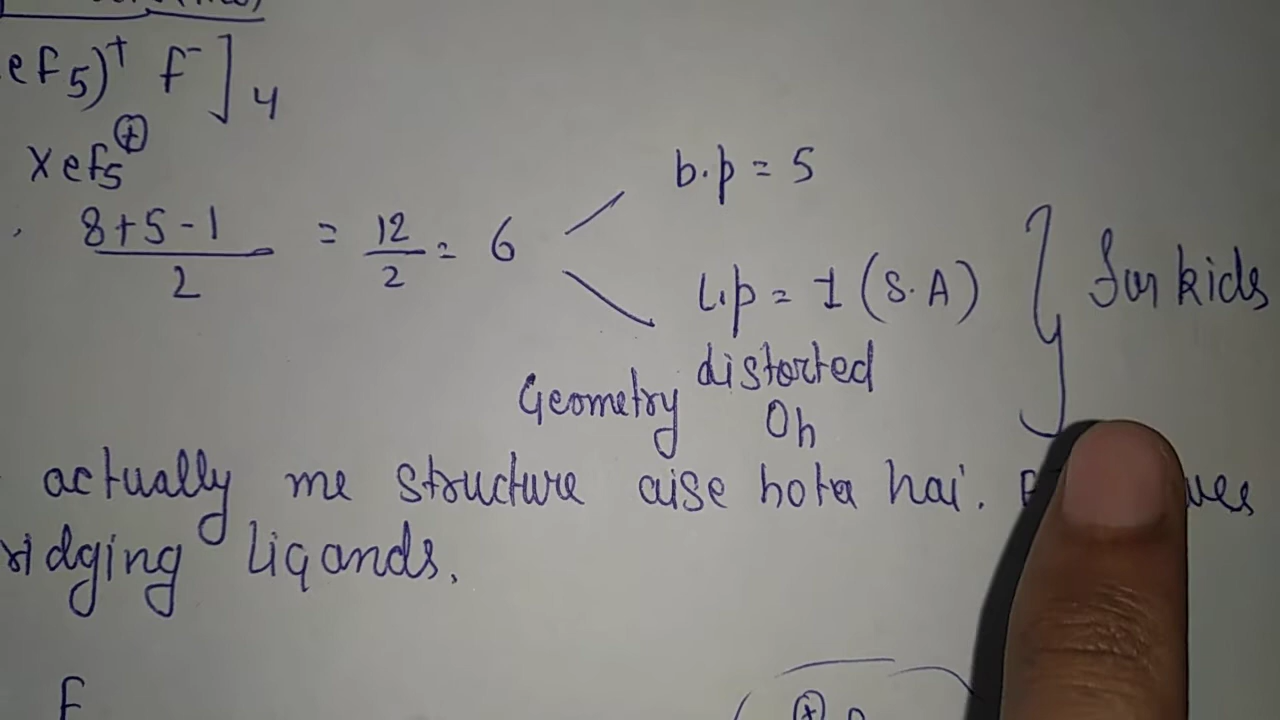 ef5)⁺ f⁻]4
Xef5⊕
8+5-1 / 2 = 12/2 = 6
b.p = 5
l.p = 1 (S.A)
for kids
Geometry distorted
Oh
actually me structure aise hota hai.
ridging ligands.
F
⊕